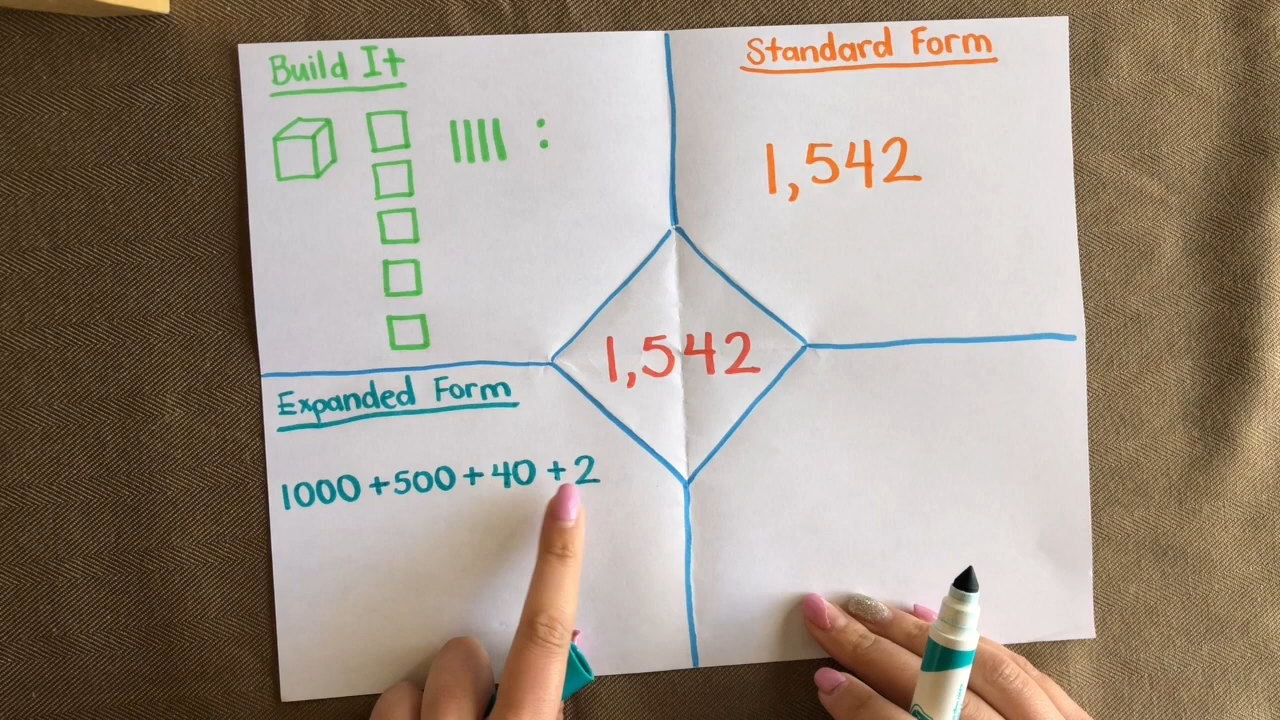 Build It
Standard Form
1,542
1,542
Expanded Form
1000 + 500 + 40 + 2